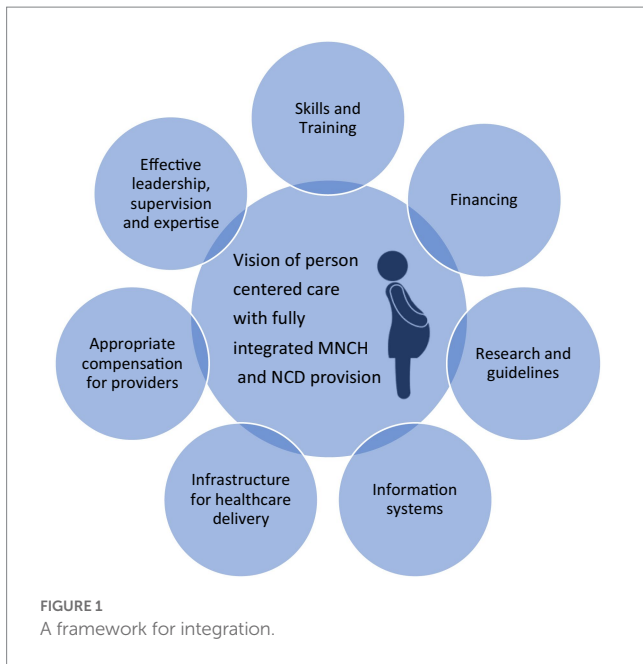 Skills and
Training
Effective
leadership,
supervision
and expertise
Financing
Vision of person
centered care
with fully
integrated MNCH
and NCD provision
Appropriate
compensation
for providers
Research and
guidelines
Infrastructure
for healthcare
delivery
Information
systems
FIGURE 1
A framework for integration.